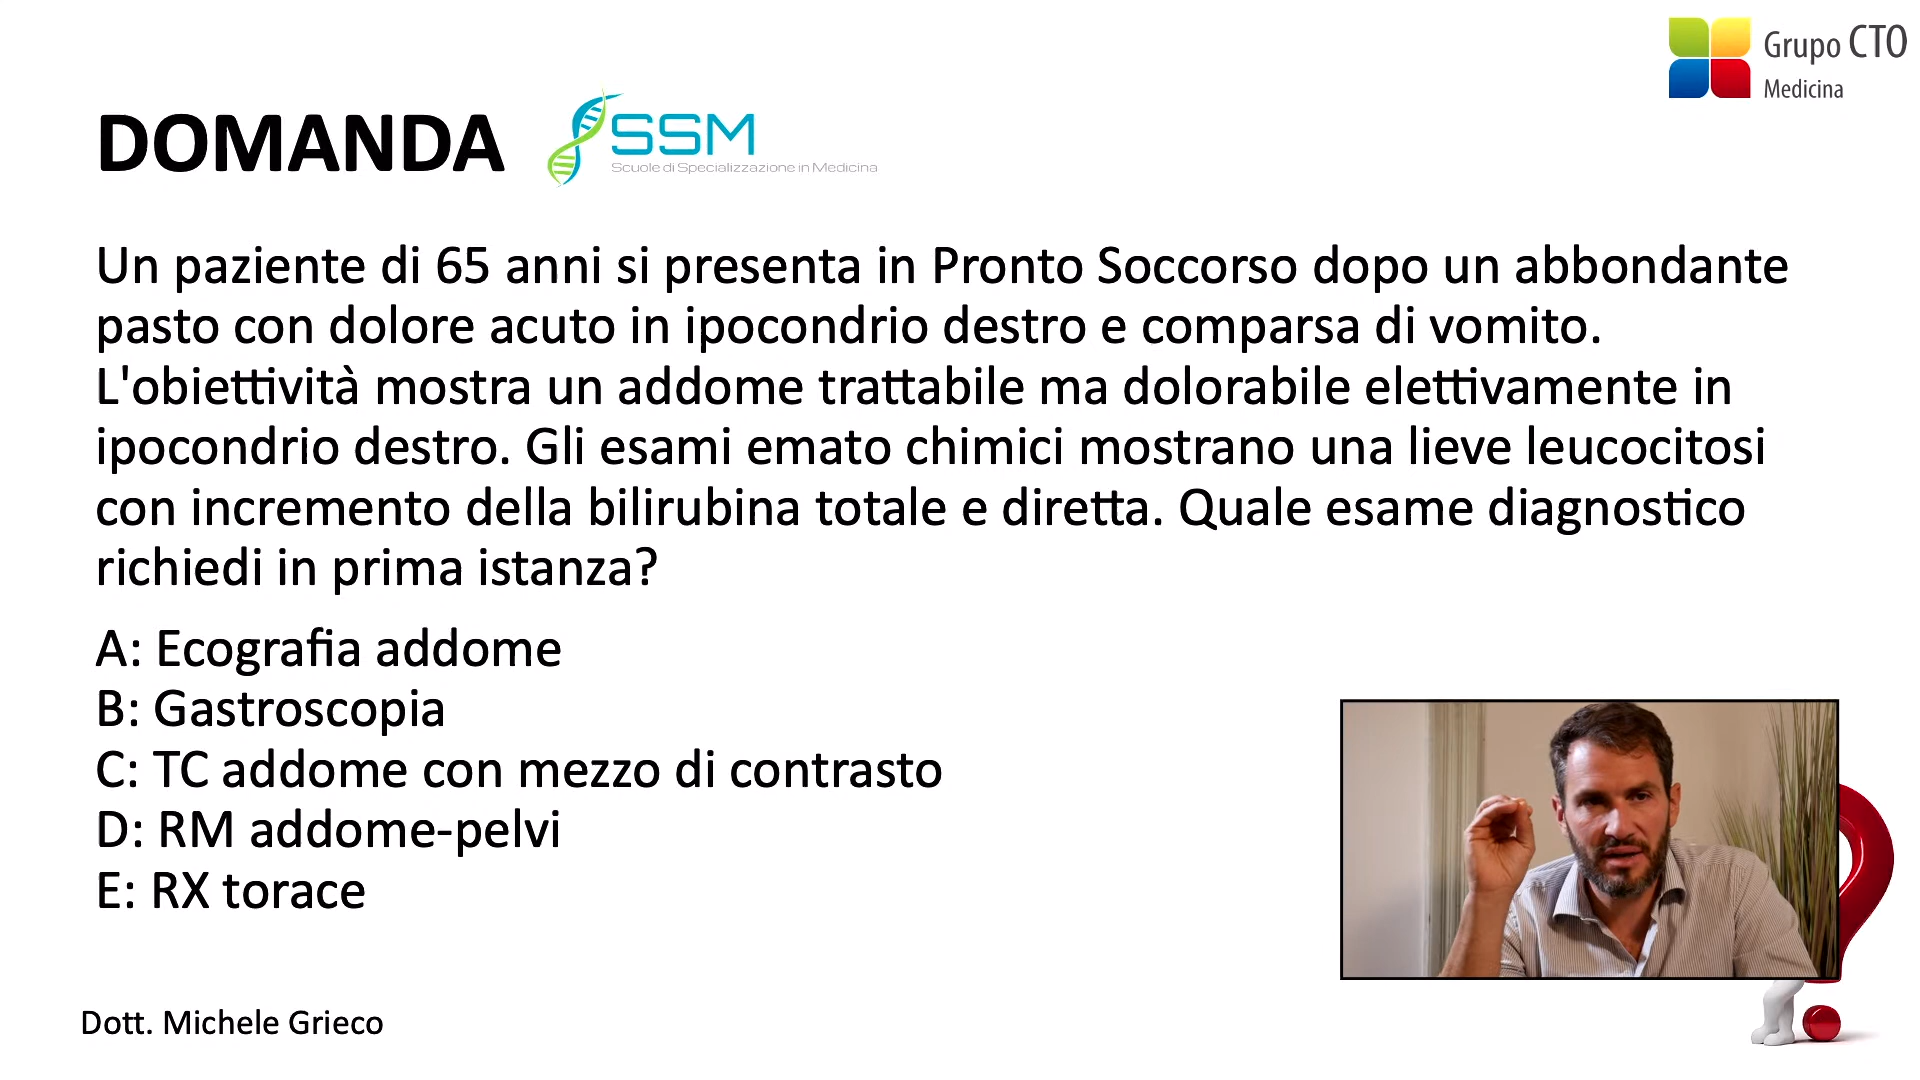 Grupo CTO
Medicina
DOMANDA
SSM
Scuole di Specializzazione in Medicina
Un paziente di 65 anni si presenta in Pronto Soccorso dopo un abbondante
pasto con dolore acuto in ipocondrio destro e comparsa di vomito.
L'obiettività mostra un addome trattabile ma dolorabile elettivamente in
ipocondrio destro. Gli esami emato chimici mostrano una lieve leucocitosi
con incremento della bilirubina totale e diretta. Quale esame diagnostico
richiedi in prima istanza?
A: Ecografia addome
B: Gastroscopia
C: TC addome con mezzo di contrasto
D: RM addome-pelvi
E: RX torace
Dott. Michele Grieco